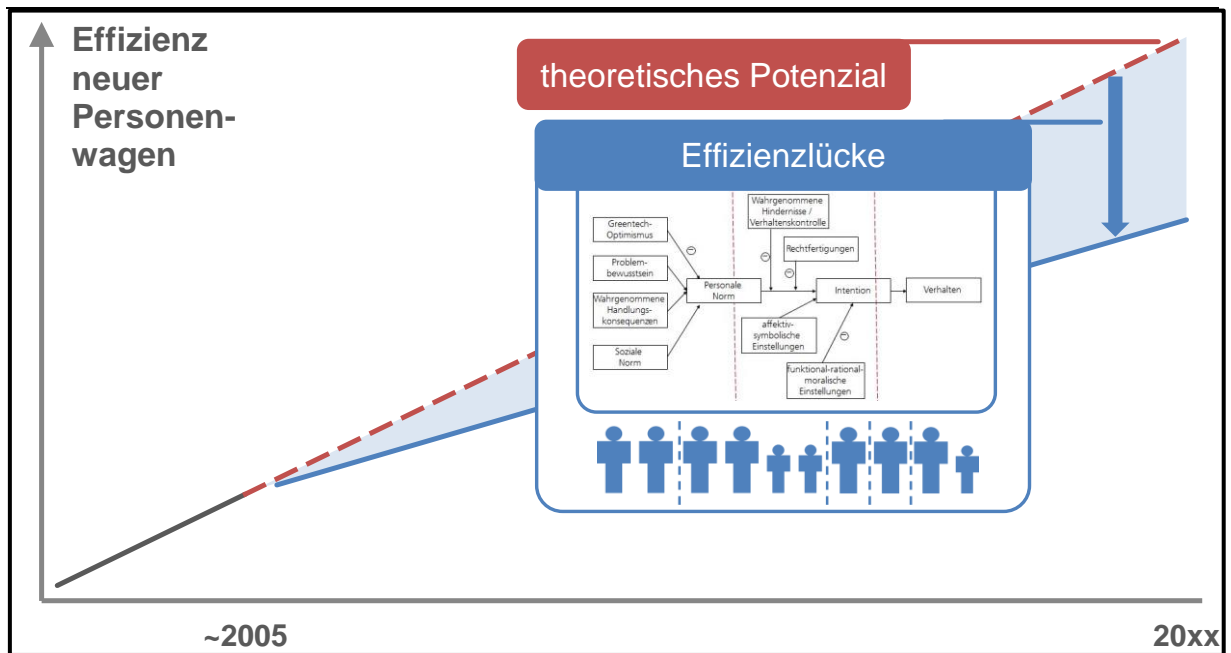 Effizienz
neuer
Personen-
wagen
theoretisches Potenzial
Effizienzlücke
Wahrgenommene
Hindernisse /
Verhaltenskontrolle
Greentech-
Optimismus
Rechtfertigungen
Problem-
bewusstsein
Personale
Norm
Intention
Verhalten
Wahrgenommene
Handlungs-
konsequenzen
affektiv-
symbolische
Einstellungen
Soziale
Norm
funktional-rational-
moralische
Einstellungen
~2005
20xx